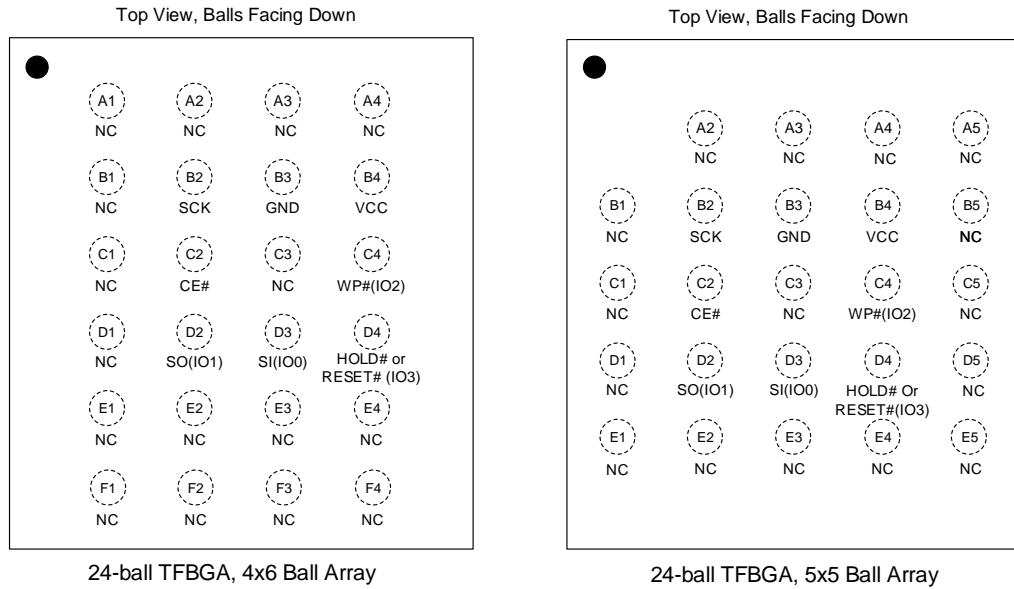 Top View, Balls Facing Down
A1 A2 A3 A4
NC NC NC NC
B1 B2 B3 B4
NC SCK GND VCC
C1 C2 C3 C4
NC CE# NC WP#(IO2)
D1 D2 D3 D4
NC SO(IO1) SI(IO0) HOLD# or
RESET# (IO3)
E1 E2 E3 E4
NC NC NC NC
F1 F2 F3 F4
NC NC NC NC
24-ball TFBGA, 4x6 Ball Array
Top View, Balls Facing Down
A2 A3 A4 A5
NC NC NC NC
B1 B2 B3 B4 B5
NC SCK GND VCC NC
C1 C2 C3 C4 C5
NC CE# NC WP#(IO2) NC
D1 D2 D3 D4 D5
NC SO(IO1) SI(IO0) HOLD# Or NC
RESET#(IO3)
E1 E2 E3 E4 E5
NC NC NC NC NC
24-ball TFBGA, 5x5 Ball Array